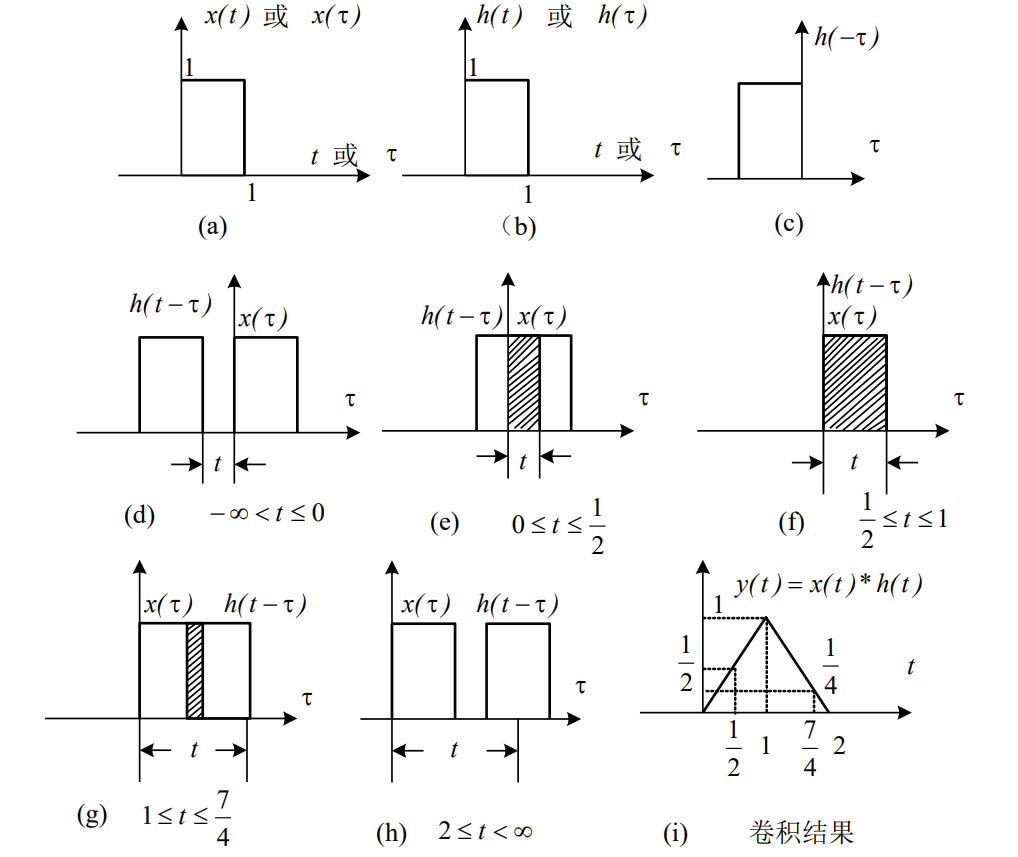 x(t) 或 x(τ)
1
t 或 τ
1
(a)
h(t) 或 h(τ)
1
t 或 τ
1
（b)
h(−τ)
τ
(c)
h(t−τ)
x(τ)
τ
t
(d) −∞<t≤0
h(t−τ) x(τ)
τ
t
(e) 0≤t≤1/2
h(t−τ)
x(τ)
τ
t
(f) 1/2≤t≤1
x(τ) h(t−τ)
τ
t
(g) 1≤t≤7/4
x(τ) h(t−τ)
τ
t
(h) 2≤t<∞
y(t)=x(t)*h(t)
1
1/2
1/4
t
1/2 1 7/4 2
(i) 卷积结果